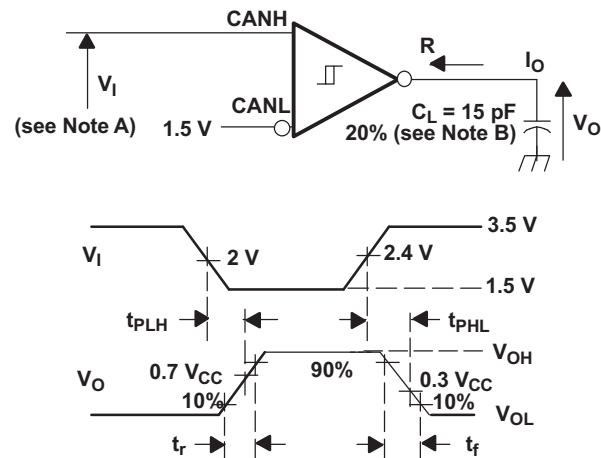 CANH
R
I_O
V_I
CANL
(see Note A)
1.5 V
C_L = 15 pF
20% (see Note B)
V_O
3.5 V
V_I
2 V
2.4 V
1.5 V
t_PLH
t_PHL
V_OH
V_O
0.7 V_CC
90%
0.3 V_CC
10%
10%
V_OL
t_r
t_f